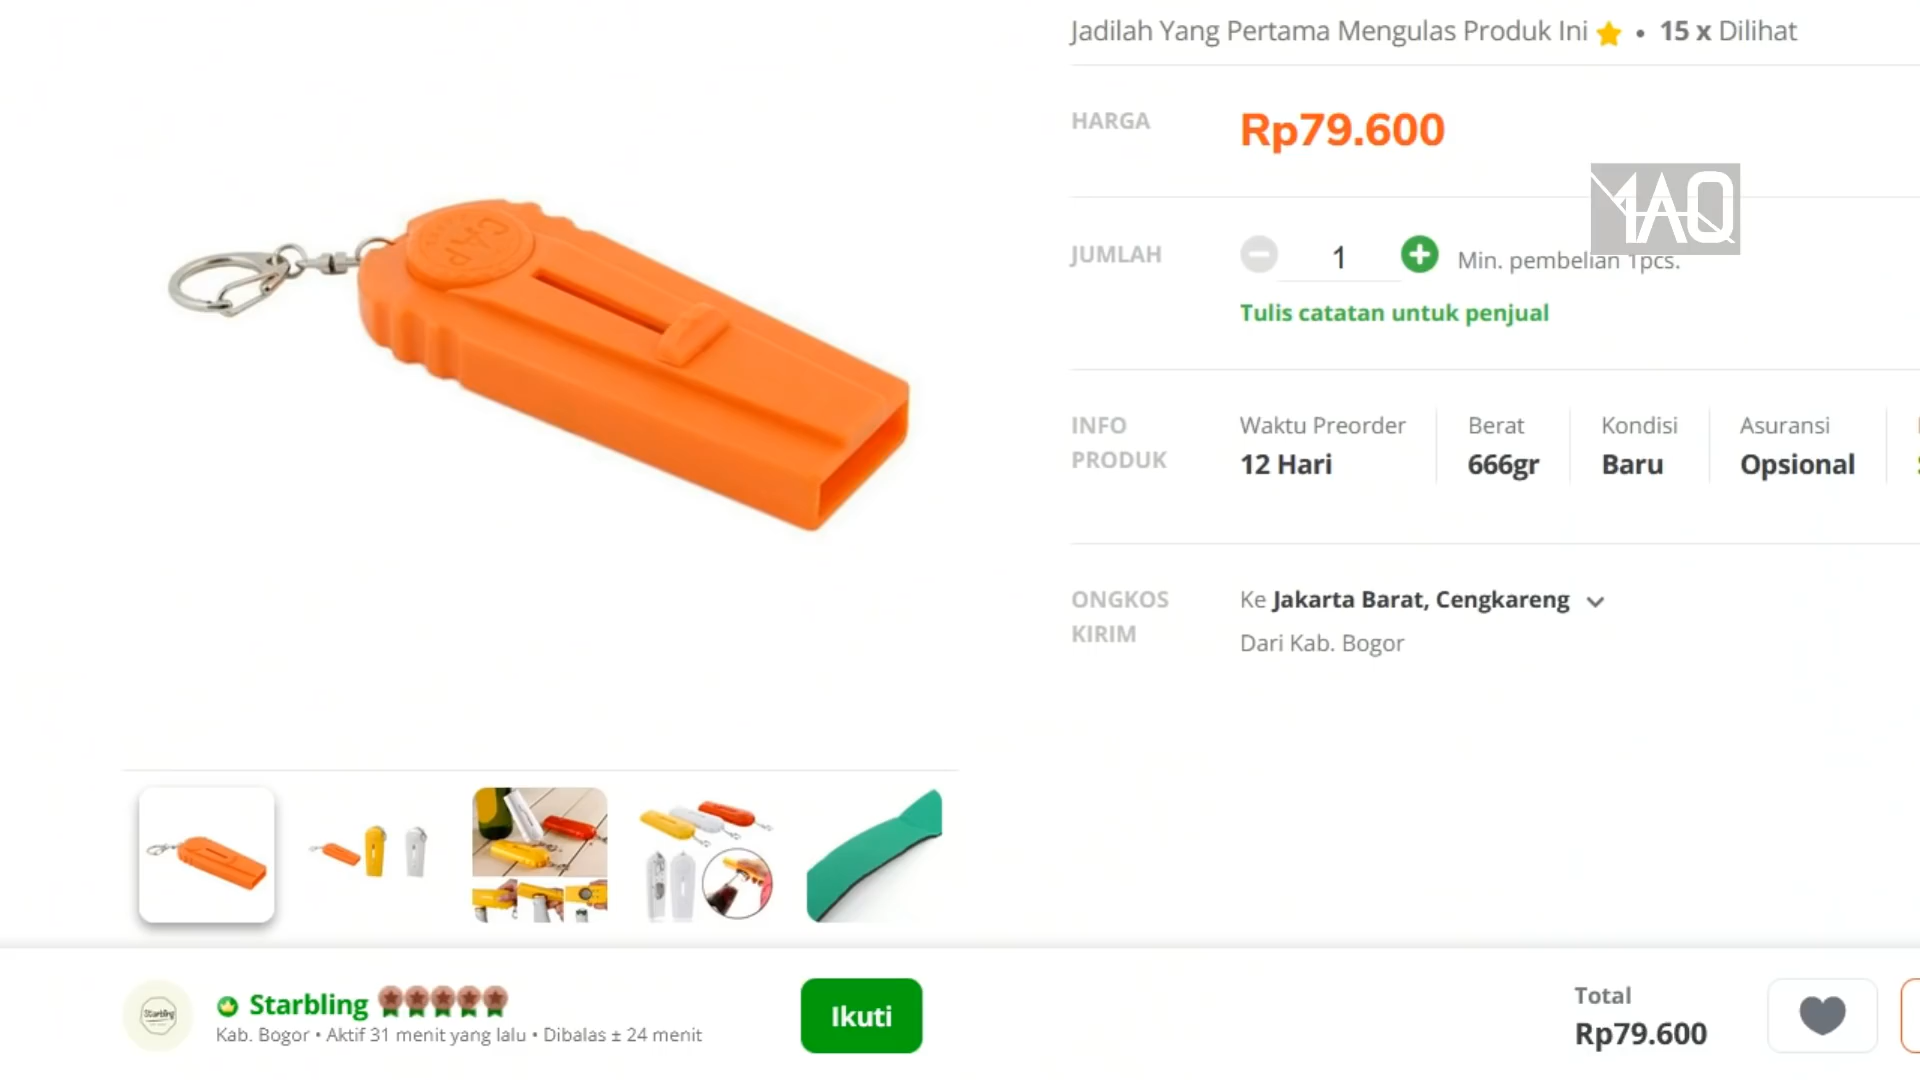 Jadilah Yang Pertama Mengulas Produk Ini • 15 x Dilihat
HARGA
Rp79.600
JUMLAH
1
Min. pembelian 1pcs.
Tulis catatan untuk penjual
INFO PRODUK
Waktu Preorder
12 Hari
Berat
666gr
Kondisi
Baru
Asuransi
Opsional
ONGKOS KIRIM
Ke Jakarta Barat, Cengkareng
Dari Kab. Bogor
CAP
Starbling
Starbling
Kab. Bogor • Aktif 31 menit yang lalu • Dibalas ± 24 menit
Ikuti
Total
Rp79.600